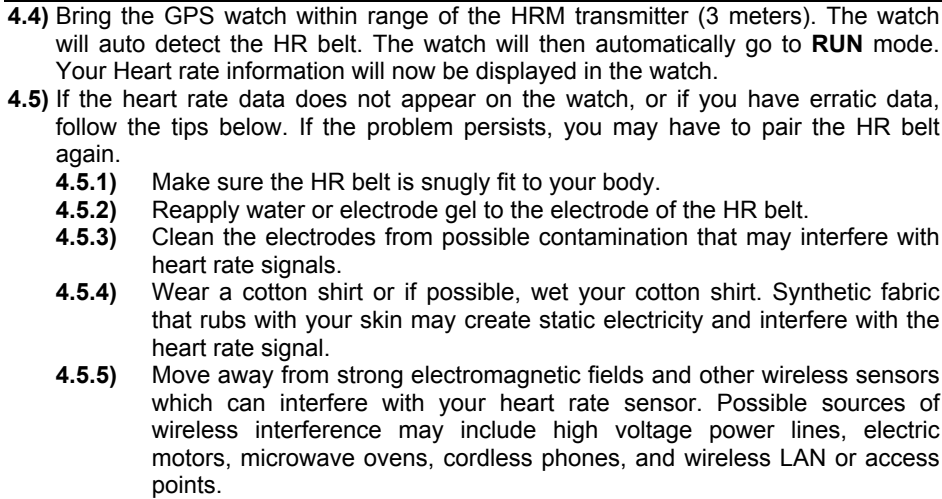 4.4) Bring the GPS watch within range of the HRM transmitter (3 meters). The watch
will auto detect the HR belt. The watch will then automatically go to RUN mode.
Your Heart rate information will now be displayed in the watch.
4.5) If the heart rate data does not appear on the watch, or if you have erratic data,
follow the tips below. If the problem persists, you may have to pair the HR belt
again.
4.5.1) Make sure the HR belt is snugly fit to your body.
4.5.2) Reapply water or electrode gel to the electrode of the HR belt.
4.5.3) Clean the electrodes from possible contamination that may interfere with
heart rate signals.
4.5.4) Wear a cotton shirt or if possible, wet your cotton shirt. Synthetic fabric
that rubs with your skin may create static electricity and interfere with the
heart rate signal.
4.5.5) Move away from strong electromagnetic fields and other wireless sensors
which can interfere with your heart rate sensor. Possible sources of
wireless interference may include high voltage power lines, electric
motors, microwave ovens, cordless phones, and wireless LAN or access
points.